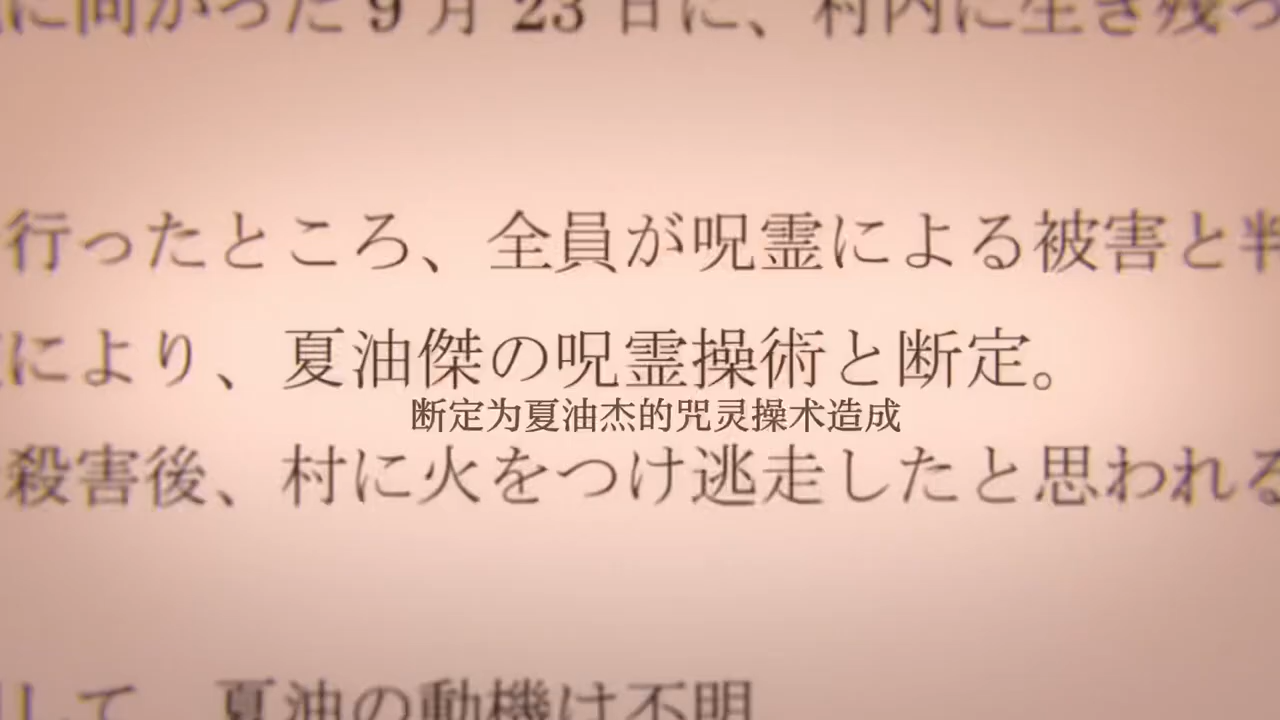 に向かった9月23日に、村内に生き残っ
行ったところ、全員が呪霊による被害と判
により、夏油傑の呪霊操術と断定。
断定为夏油杰的咒灵操术造成
殺害後、村に火をつけ逃走したと思われる
して、夏油の動機は不明